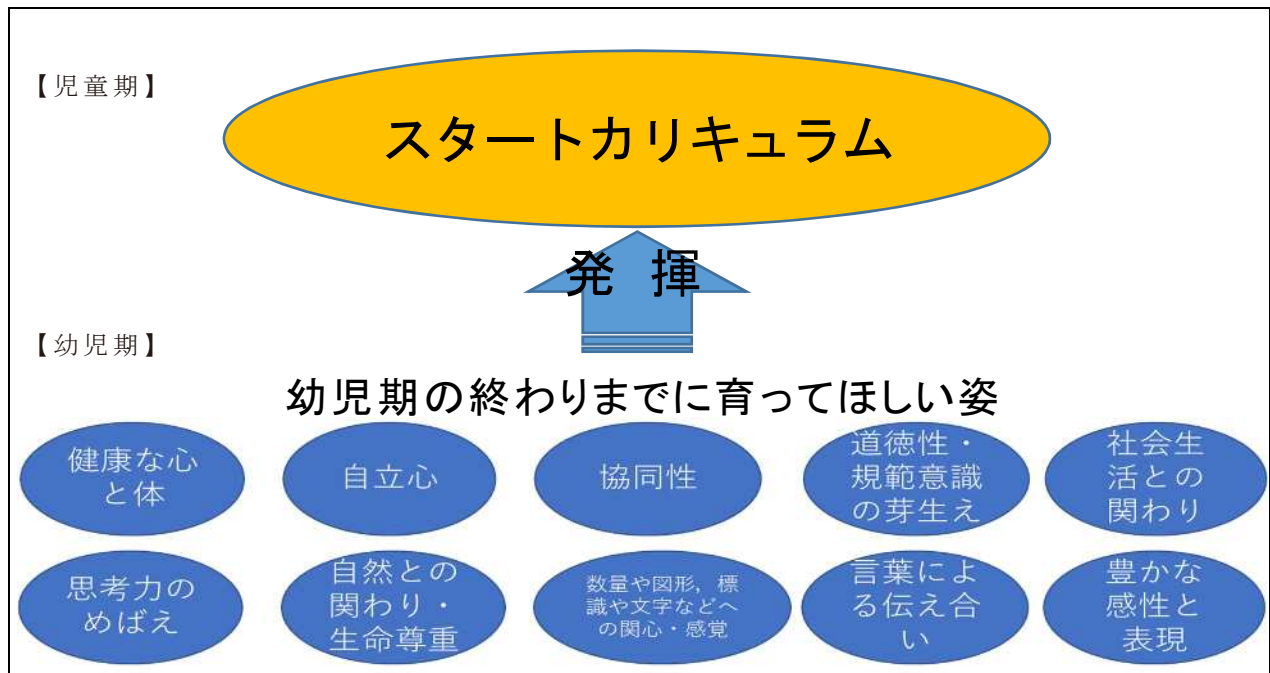 【児童期】
スタートカリキュラム
発 揮
【幼児期】
幼児期の終わりまでに育ってほしい姿
健康な心
と体
自立心
協同性
道徳性・
規範意識
の芽生え
社会生
活との
関わり
思考力の
めばえ
自然との
関わり・
生命尊重
数量や図形，標
識や文字などへ
の関心・感覚
言葉によ
る伝え合
い
豊かな
感性と
表現